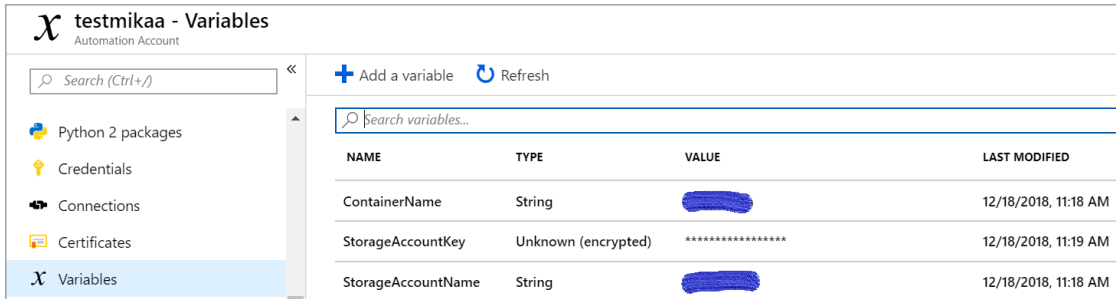 testmikaa - Variables
Automation Account
Search (Ctrl+/)
Add a variable Refresh
Search variables...
Python 2 packages
Credentials
Connections
Certificates
Variables
NAME TYPE VALUE LAST MODIFIED
ContainerName String 12/18/2018, 11:18 AM
StorageAccountKey Unknown (encrypted) ***************** 12/18/2018, 11:19 AM
StorageAccountName String 12/18/2018, 11:18 AM